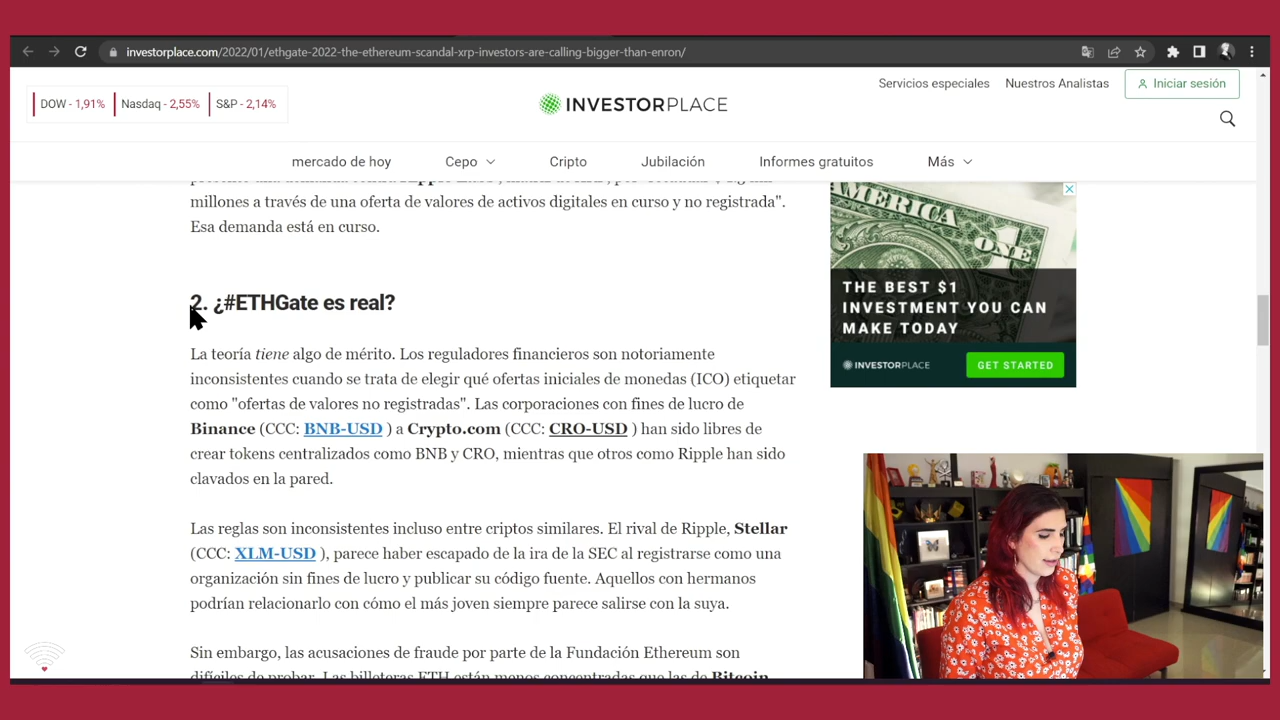 investorplace.com/2022/01/ethgate-2022-the-ethereum-scandal-xrp-investors-are-calling-bigger-than-enron/
Servicios especiales Nuestros Analistas Iniciar sesión
DOW - 1,91% Nasdaq - 2,55% S&P - 2,14%
INVESTORPLACE
mercado de hoy Cepo Cripto Jubilación Informes gratuitos Más
millones a través de una oferta de valores de activos digitales en curso y no registrada".
Esa demanda está en curso.
2. ¿#ETHGate es real?
La teoría tiene algo de mérito. Los reguladores financieros son notoriamente
inconsistentes cuando se trata de elegir qué ofertas iniciales de monedas (ICO) etiquetar
como "ofertas de valores no registradas". Las corporaciones con fines de lucro de
Binance (CCC: BNB-USD ) a Crypto.com (CCC: CRO-USD ) han sido libres de
crear tokens centralizados como BNB y CRO, mientras que otros como Ripple han sido
clavados en la pared.
Las reglas son inconsistentes incluso entre criptos similares. El rival de Ripple, Stellar
(CCC: XLM-USD ), parece haber escapado de la ira de la SEC al registrarse como una
organización sin fines de lucro y publicar su código fuente. Aquellos con hermanos
podrían relacionarlo con cómo el más joven siempre parece salirse con la suya.
Sin embargo, las acusaciones de fraude por parte de la Fundación Ethereum son
difíciles de probar. Las billeteras ETH están menos concentradas que las de Bitcoin
AMERICA
ONE
1
THE BEST $1
INVESTMENT YOU CAN
MAKE TODAY
INVESTORPLACE
GET STARTED